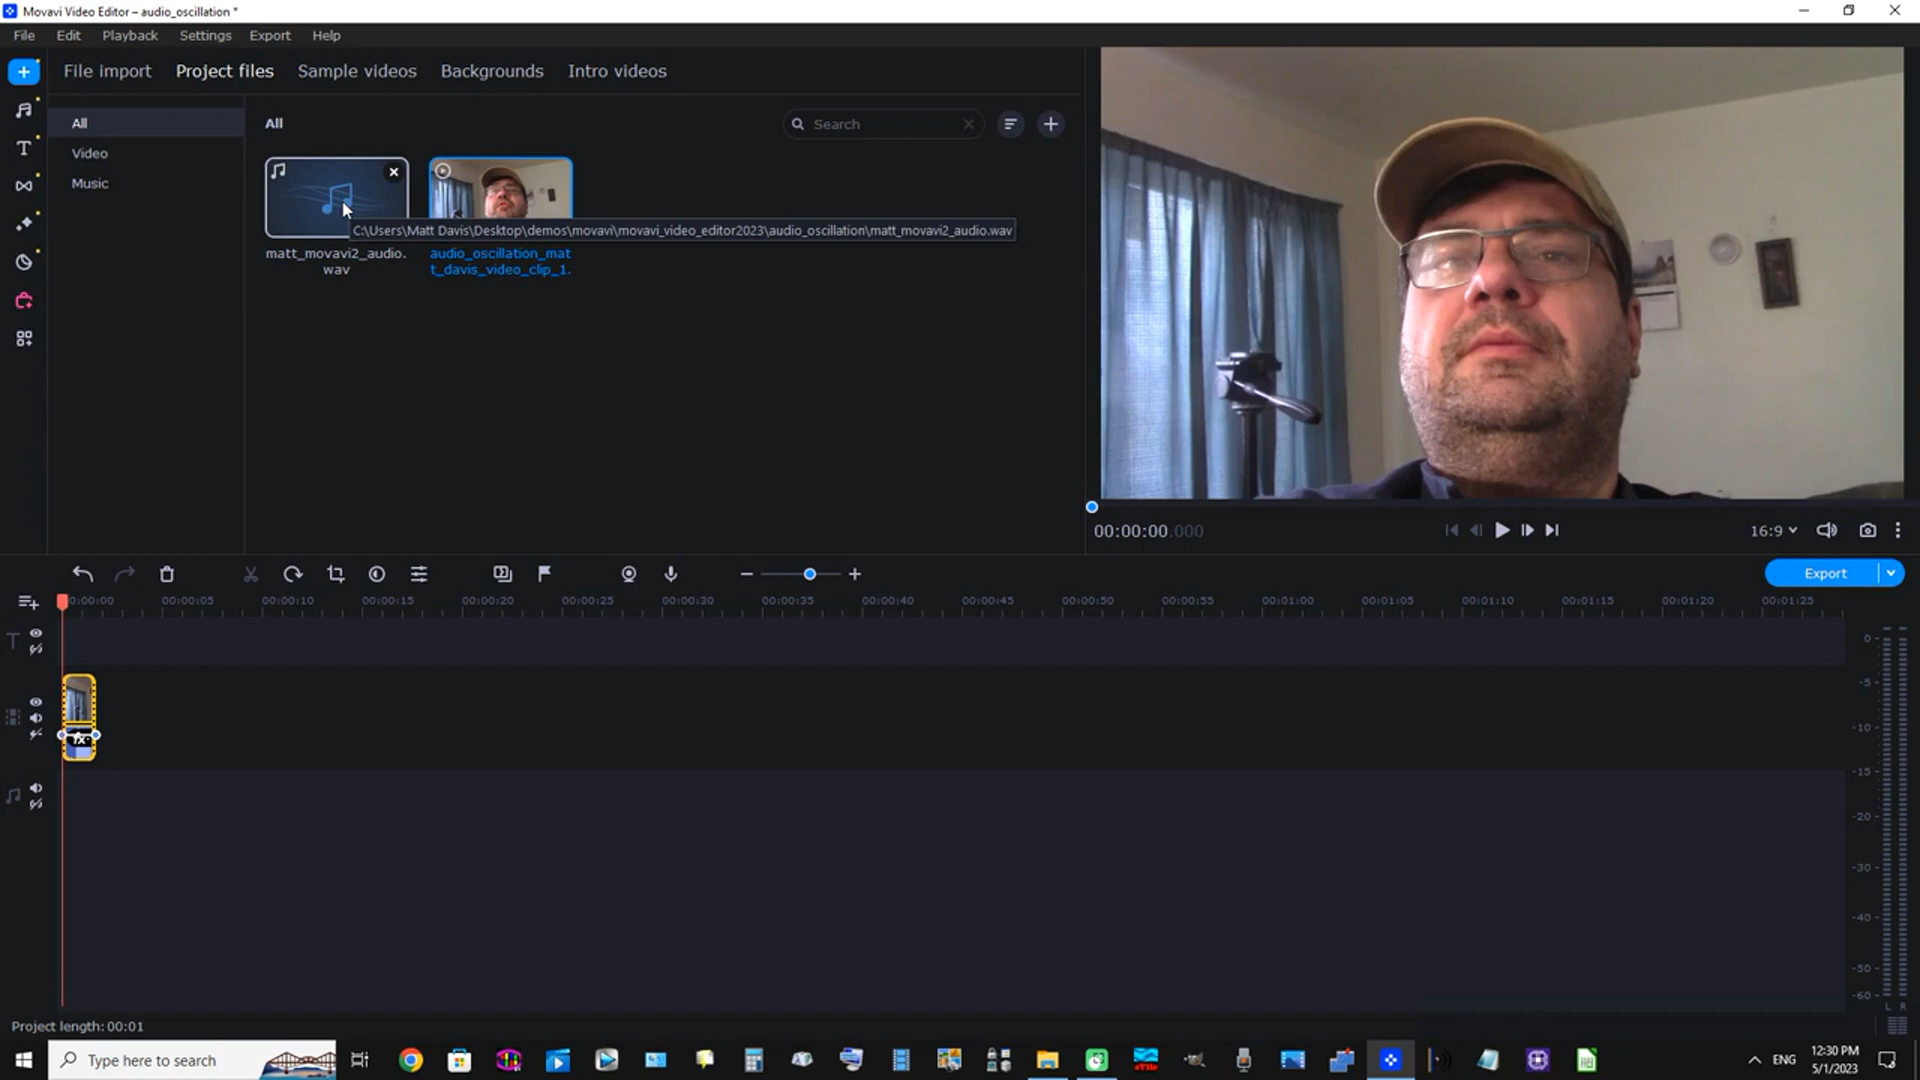 Movavi Video Editor – audio_oscillation *
File Edit Playback Settings Export Help
File import Project files Sample videos Backgrounds Intro videos
All
Video
Music
All
Search
C:\Users\Matt Davis\Desktop\demos\movavi\movavi_video_editor2023\audio_oscillation\matt_movavi2_audio.wav
matt_movavi2_audio.
wav
audio_oscillation_mat
t_davis_video_clip_1.
00:00:00.000
16:9
Export
0:00:00 00:00:05 00:00:10 00:00:15 00:00:20 00:00:25 00:00:30 00:00:35 00:00:40 00:00:45 00:00:50 00:00:55 00:01:00 00:01:05 00:01:10 00:01:15 00:01:20 00:01:25
fx
0
-5
-10
-15
-20
-30
-40
-50
-60
L R
Project length: 00:01
Type here to search
eTile
ENG
12:30 PM
5/1/2023